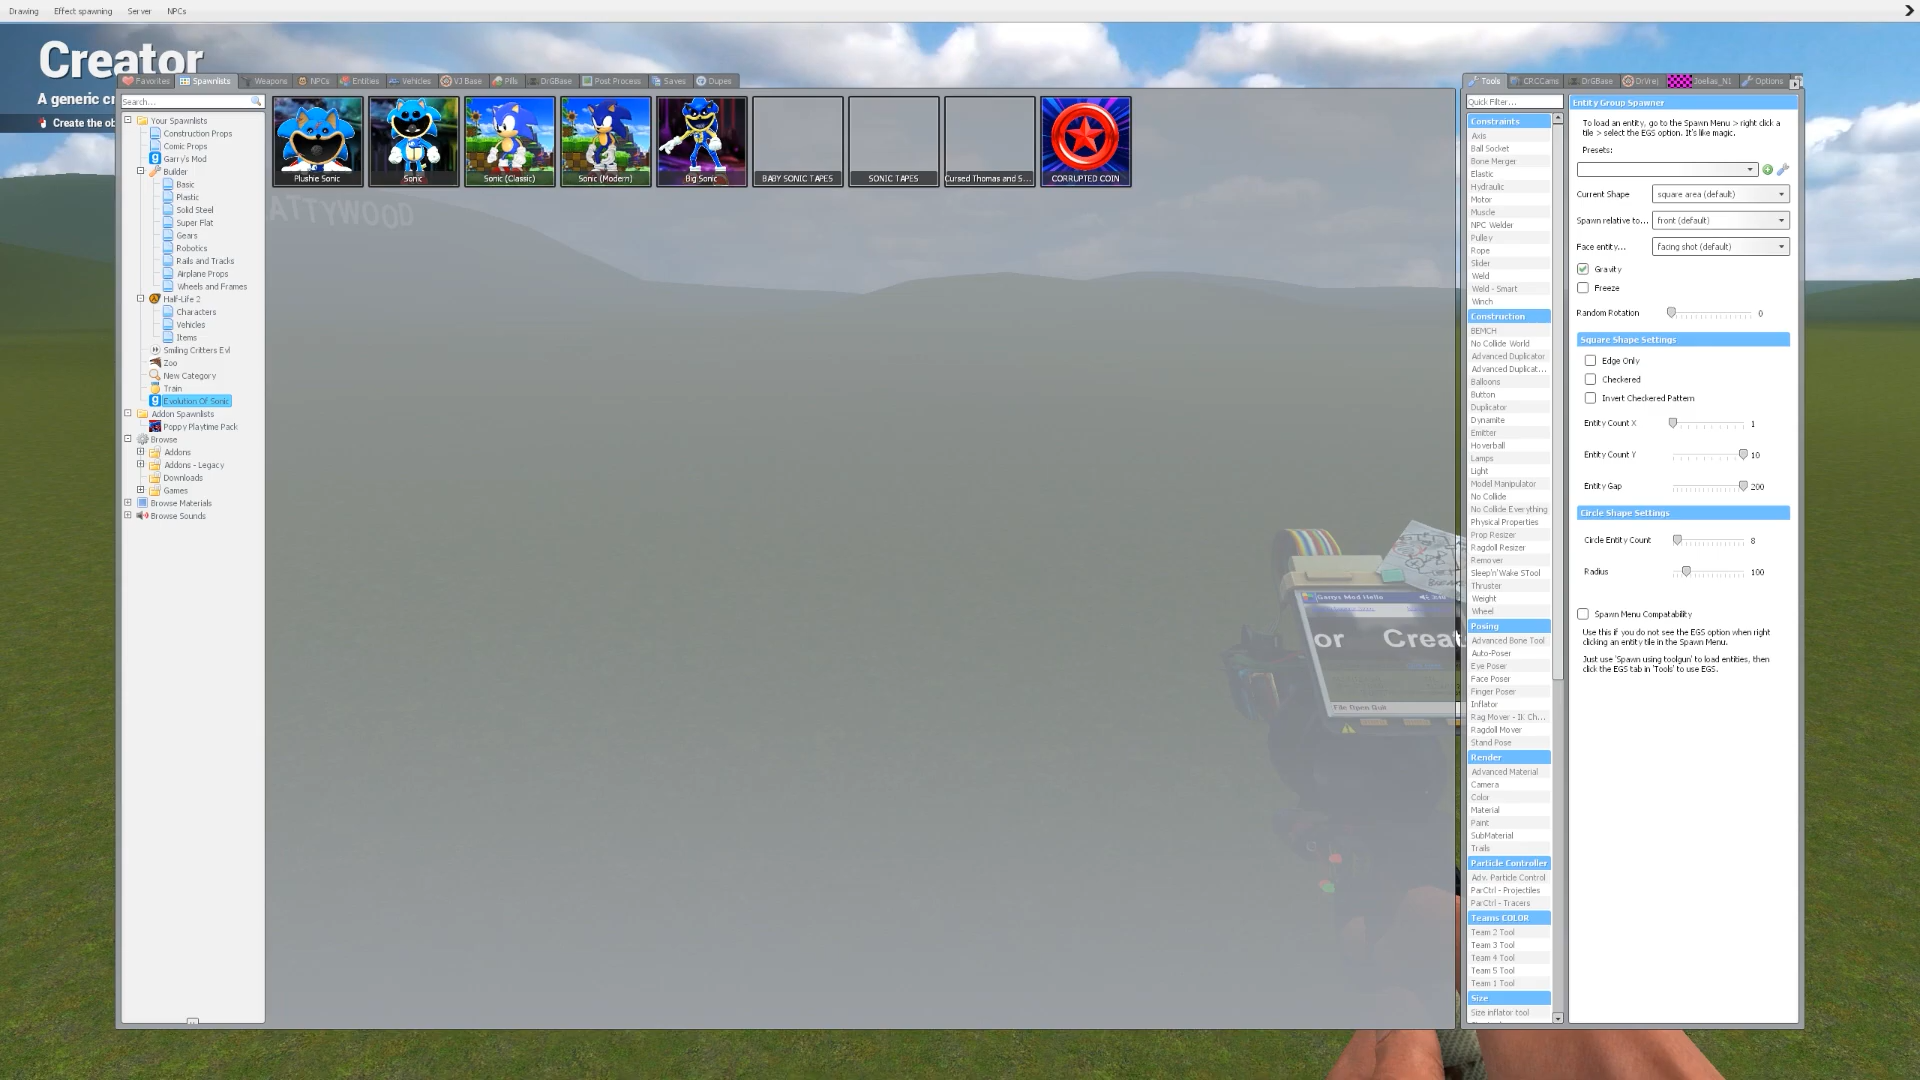 Drawing Effect spawning Server NPCs
Creator
A generic cr
Create the ob
Favorites Spawnlists Weapons NPCs Entities Vehicles VJ Base Pills DrGBase Post Process Saves Dupes
Search...
Your Spawnlists
Construction Props
Comic Props
Garry's Mod
Builder
Basic
Plastic
Solid Steel
Super Flat
Gears
Robotics
Rails and Tracks
Airplane Props
Wheels and Frames
Half-Life 2
Characters
Vehicles
Items
Smiling Critters Evl
Zoo
New Category
Train
Evolution Of Sonic
Addon Spawnlists
Poppy Playtime Pack
Browse
Addons
Addons - Legacy
Downloads
Games
Browse Materials
Browse Sounds
Plushie Sonic
Sonic
Sonic (Classic)
Sonic (Modern)
Big Sonic
BABY SONIC TAPES
SONIC TAPES
Cursed Thomas and S...
CORRUPTED COIN
ATTYWOOD
Garrys Mod Hello
or Creat
File Open Quit
Tools CRCCams DrGBase DrVrej Joelias_N1 Options
Quick Filter...
Constraints
Axis
Ball Socket
Bone Merger
Elastic
Hydraulic
Motor
Muscle
NPC Welder
Pulley
Rope
Slider
Weld
Weld - Smart
Winch
Construction
BEMCH
No Collide World
Advanced Duplicator
Advanced Duplicat...
Balloons
Button
Duplicator
Dynamite
Emitter
Hoverball
Lamps
Light
Model Manipulator
No Collide
No Collide Everything
Physical Properties
Prop Resizer
Ragdoll Resizer
Remover
Sleep'n'Wake STool
Thruster
Weight
Wheel
Posing
Advanced Bone Tool
Auto-Poser
Eye Poser
Face Poser
Finger Poser
Inflator
Rag Mover - IK Ch...
Ragdoll Mover
Stand Pose
Render
Advanced Material
Camera
Color
Material
Paint
SubMaterial
Trails
Particle Controller
Adv. Particle Control
ParCtrl - Projectiles
ParCtrl - Tracers
Teams COLOR
Team 2 Tool
Team 3 Tool
Team 4 Tool
Team 5 Tool
Team 1 Tool
Size
Size inflator tool
Entity Group Spawner
To load an entity, go to the Spawn Menu > right click a
tile > select the EGS option. It's like magic.
Presets:
Current Shape square area (default)
Spawn relative to... front (default)
Face entity... facing shot (default)
Gravity
Freeze
Random Rotation 0
Square Shape Settings
Edge Only
Checkered
Invert Checkered Pattern
Entity Count X 1
Entity Count Y 10
Entity Gap 200
Circle Shape Settings
Circle Entity Count 8
Radius 100
Spawn Menu Compatability
Use this if you do not see the EGS option when right
clicking an entity tile in the Spawn Menu.
Just use 'Spawn using toolgun' to load entities, then
click the EGS tab in 'Tools' to use EGS.